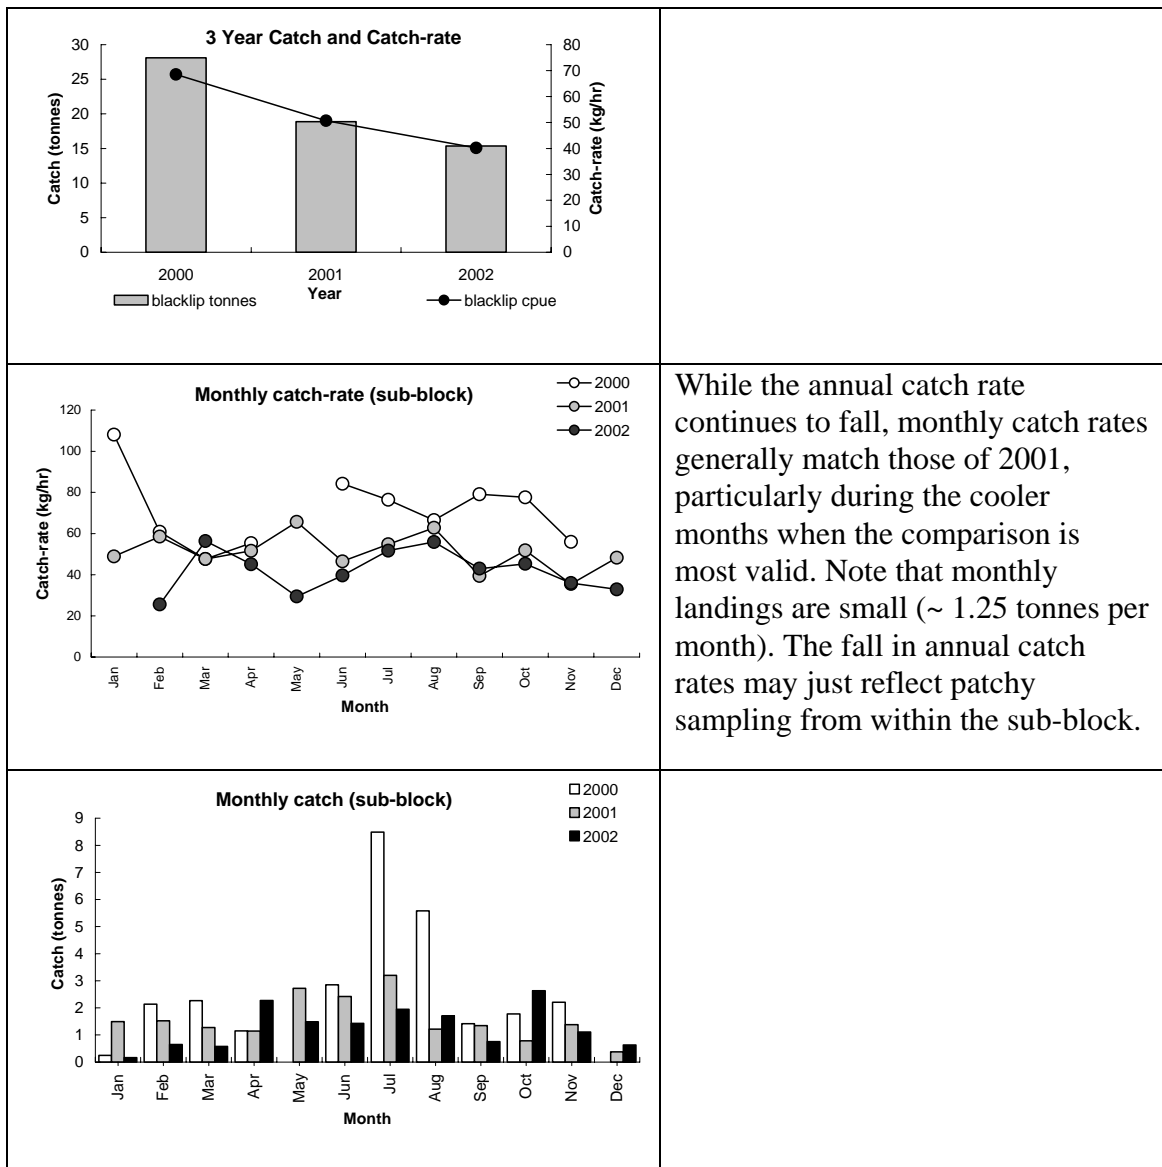 3 Year Catch and Catch-rate
30
25
20
15
10
5
0
Catch (tonnes)
80
70
60
50
40
30
20
10
0
Catch-rate (kg/hr)
2000 2001 2002
Year
blacklip tonnes
blacklip cpue
Monthly catch-rate (sub-block)
2000
2001
2002
120
100
80
60
40
20
0
Catch-rate (kg/hr)
Jan Feb Mar Apr May Jun Jul Aug Sep Oct Nov Dec
Month
While the annual catch rate
continues to fall, monthly catch rates
generally match those of 2001,
particularly during the cooler
months when the comparison is
most valid. Note that monthly
landings are small (~ 1.25 tonnes per
month). The fall in annual catch
rates may just reflect patchy
sampling from within the sub-block.
Monthly catch (sub-block)
2000
2001
2002
9
8
7
6
5
4
3
2
1
0
Catch (tonnes)
Jan Feb Mar Apr May Jun Jul Aug Sep Oct Nov Dec
Month